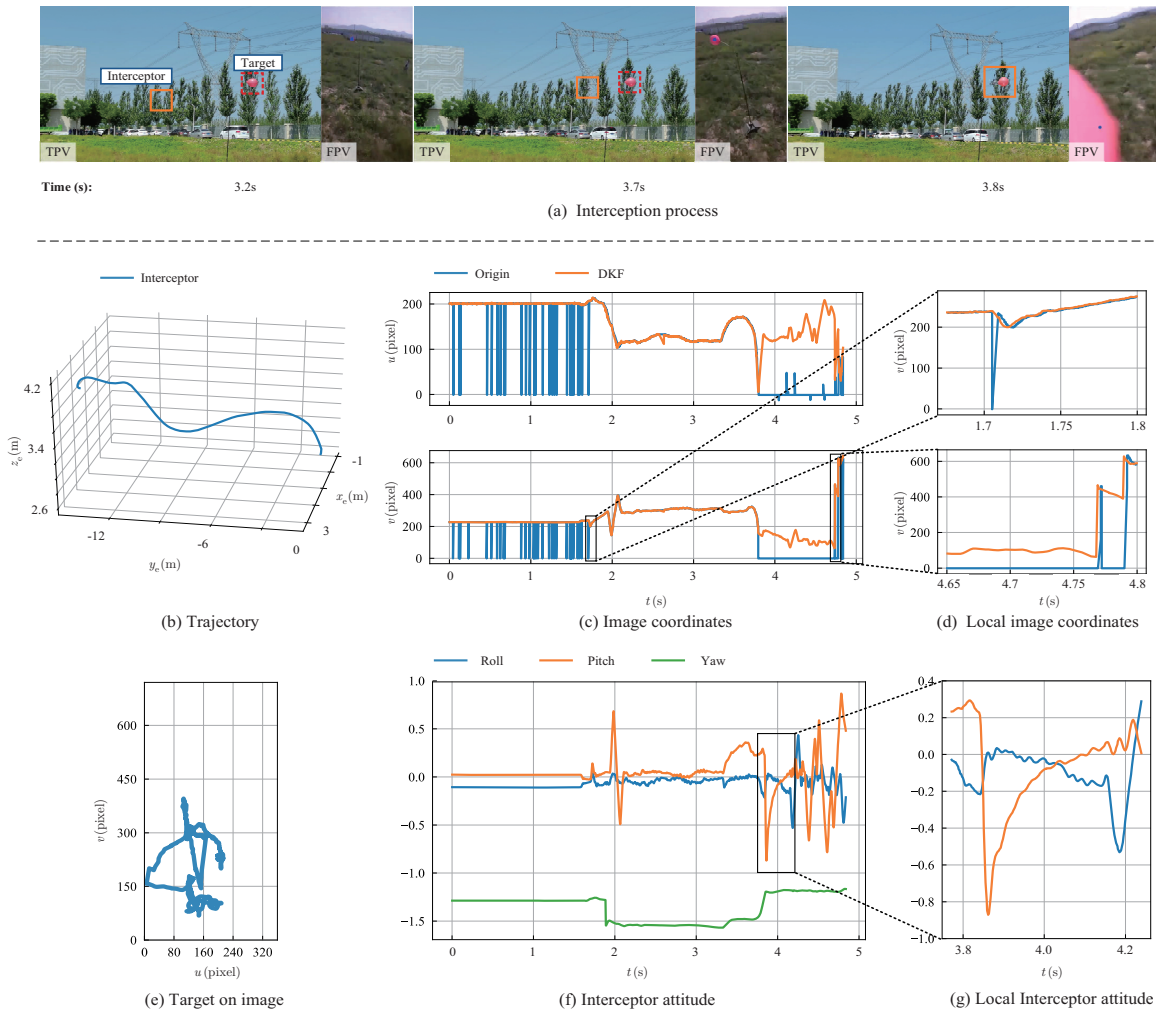 Interceptor
Target
TPV
FPV
TPV
FPV
TPV
FPV
Time (s):
3.2s
3.7s
3.8s
(a) Interception process
Interceptor
4.2
3.4
2.6
z_e (m)
-12
-6
0
y_e (m)
-1
3
x_e (m)
(b) Trajectory
Origin
DKF
200
100
0
u (pixel)
0
1
2
3
4
5
600
400
200
0
v (pixel)
0
1
2
3
4
5
t (s)
(c) Image coordinates
200
100
0
v (pixel)
1.7
1.75
1.8
600
400
200
0
v (pixel)
4.65
4.7
4.75
4.8
t (s)
(d) Local image coordinates
600
450
300
150
0
v (pixel)
0
80
160
240
320
u (pixel)
(e) Target on image
Roll
Pitch
Yaw
1.0
0.5
0.0
−0.5
−1.0
−1.5
0
1
2
3
4
5
t (s)
(f) Interceptor attitude
0.4
0.2
0.0
−0.2
−0.4
−0.6
−0.8
−1.0
3.8
4.0
4.2
t (s)
(g) Local Interceptor attitude